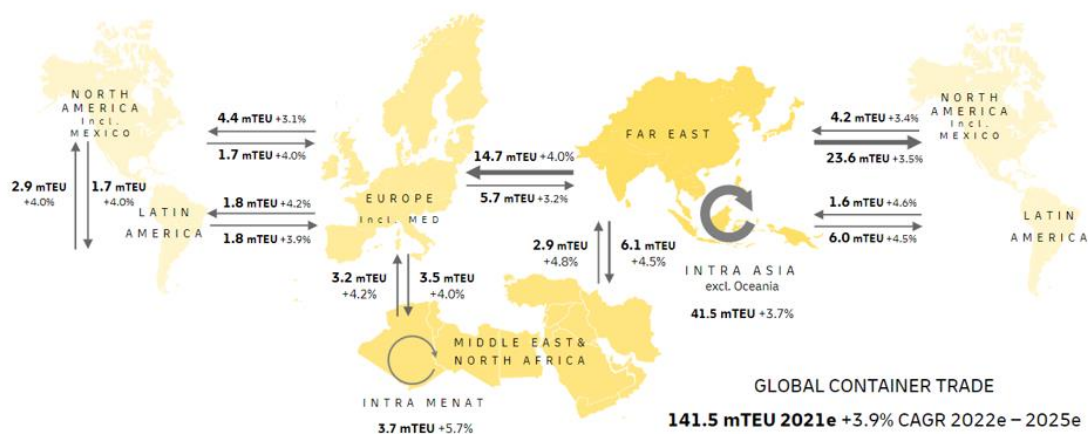 NORTH
AMERICA
Incl.
MEXICO
4.4 mTEU +3.1%
1.7 mTEU +4.0%
2.9 mTEU
+4.0%
1.7 mTEU
+4.0%
LATIN
AMERICA
1.8 mTEU +4.2%
1.8 mTEU +3.9%
EUROPE
Incl. MED
14.7 mTEU +4.0%
5.7 mTEU +3.2%
FAR EAST
4.2 mTEU +3.4%
23.6 mTEU +3.5%
NORTH
AMERICA
Incl.
MEXICO
1.6 mTEU +4.6%
6.0 mTEU +4.5%
LATIN
AMERICA
3.2 mTEU
+4.2%
3.5 mTEU
+4.0%
2.9 mTEU
+4.8%
6.1 mTEU
+4.5%
INTRA ASIA
excl. Oceania
41.5 mTEU +3.7%
MIDDLE EAST&
NORTH AFRICA
INTRA MENAT
3.7 mTEU +5.7%
GLOBAL CONTAINER TRADE
141.5 mTEU 2021e +3.9% CAGR 2022e – 2025e